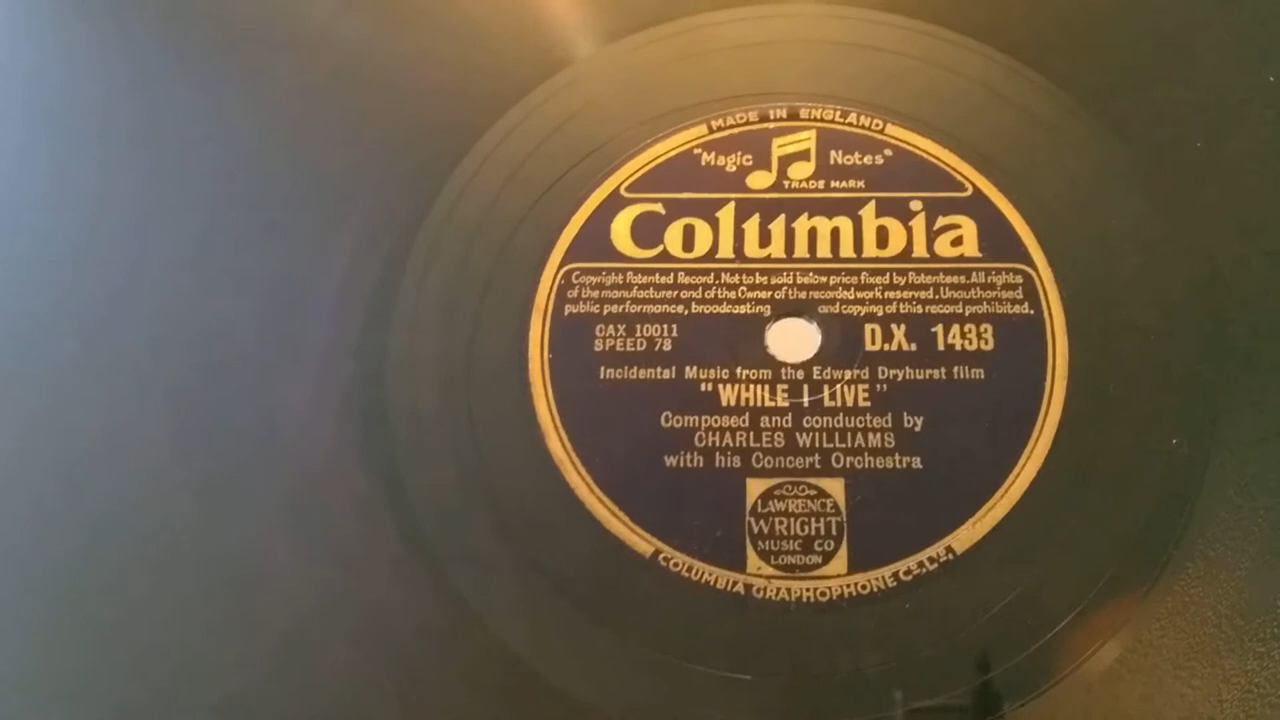 MADE IN ENGLAND
"Magic Notes"
TRADE MARK
Columbia
Copyright Patented Record. Not to be sold below price fixed by Patentees. All rights
of the manufacturer and of the Owner of the recorded work reserved. Unauthorised
public performance, broadcasting and copying of this record prohibited.
CAX 10011
SPEED 78
D.X. 1433
Incidental Music from the Edward Dryhurst film
"WHILE I LIVE"
Composed and conducted by
CHARLES WILLIAMS
with his Concert Orchestra
LAWRENCE
WRIGHT
MUSIC CO
LONDON
COLUMBIA GRAPHOPHONE CO. LTD.